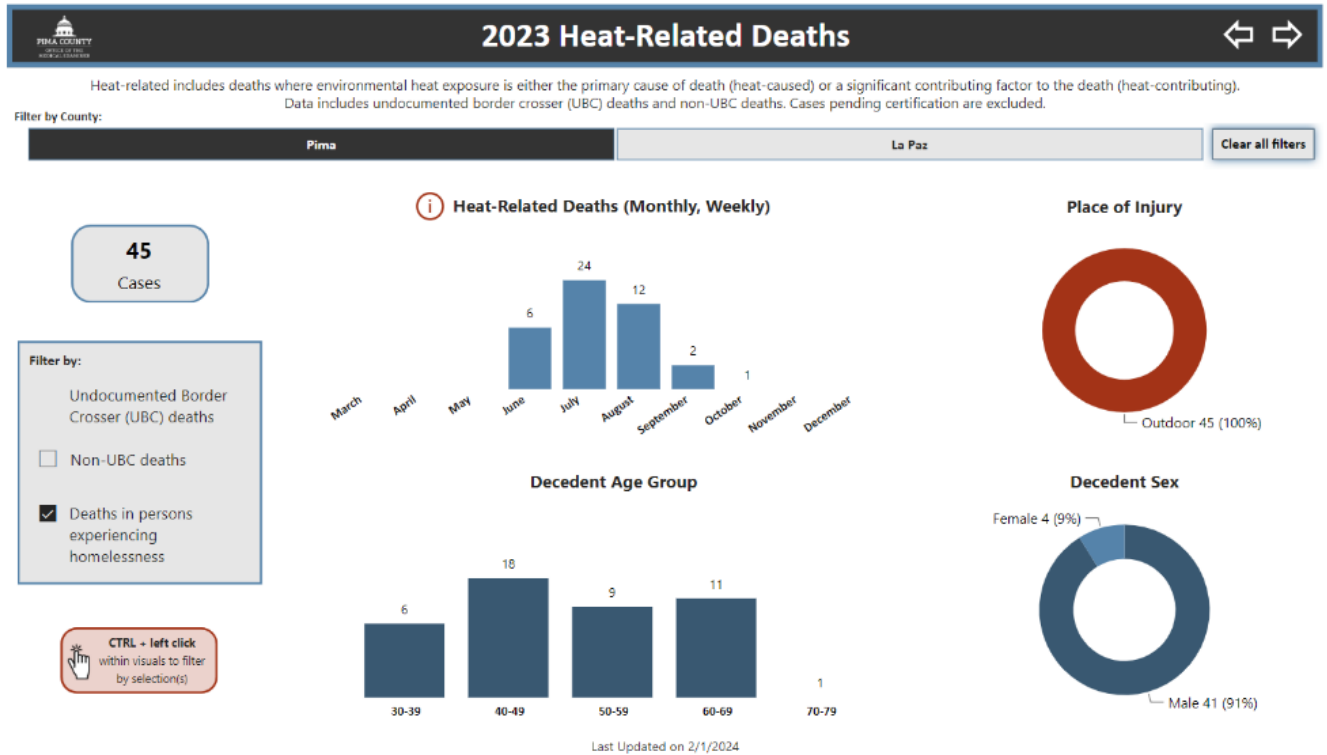 PIMA COUNTY
OFFICE OF THE
MEDICAL EXAMINER
2023 Heat-Related Deaths
Heat-related includes deaths where environmental heat exposure is either the primary cause of death (heat-caused) or a significant contributing factor to the death (heat-contributing).
Data includes undocumented border crosser (UBC) deaths and non-UBC deaths. Cases pending certification are excluded.
Filter by County:
Pima
La Paz
Clear all filters
45
Cases
Filter by:
Undocumented Border
Crosser (UBC) deaths
Non-UBC deaths
Deaths in persons
experiencing
homelessness
CTRL + left click
within visuals to filter
by selection(s)
i Heat-Related Deaths (Monthly, Weekly)
6
24
12
2
1
March
April
May
June
July
August
September
October
November
December
Place of Injury
Outdoor 45 (100%)
Decedent Age Group
6
18
9
11
1
30-39
40-49
50-59
60-69
70-79
Decedent Sex
Female 4 (9%)
Male 41 (91%)
Last Updated on 2/1/2024